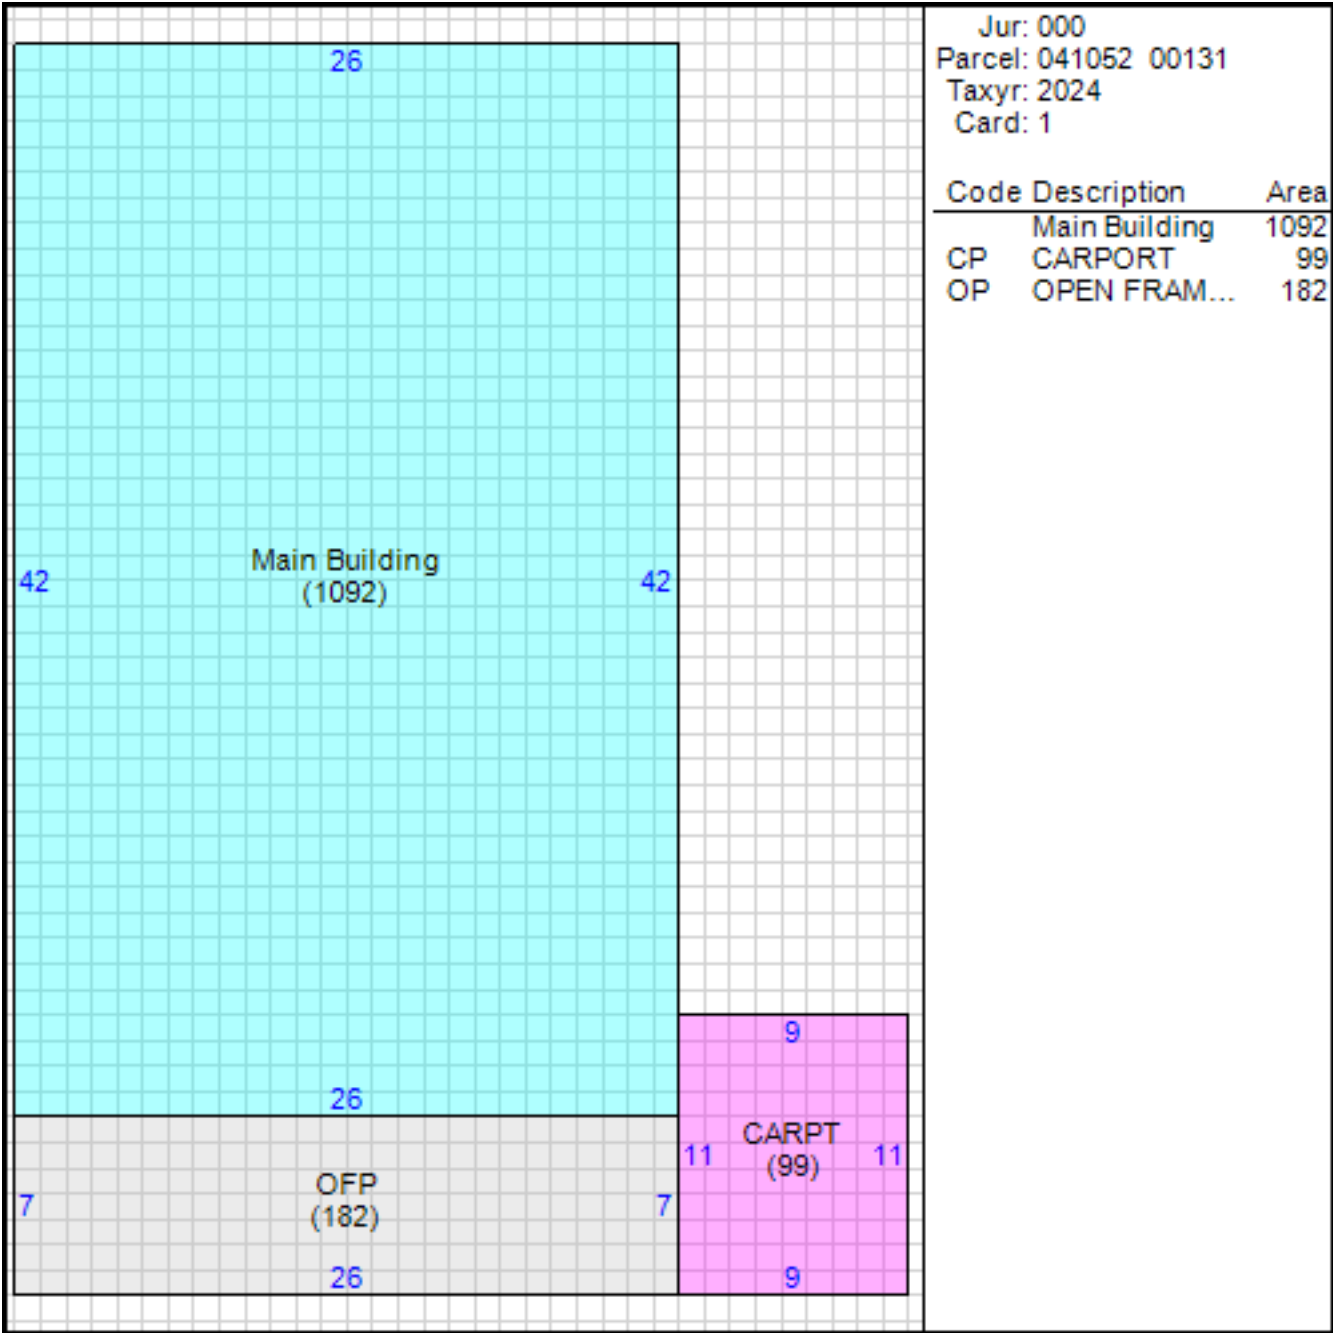 26
Main Building
(1092)
42
42
26
OFP
(182)
7
7
26
9
CARPT
(99)
11
11
9
Jur: 000
Parcel: 041052 00131
Taxyr: 2024
Card: 1
Code Description Area
Main Building 1092
CP CARPORT 99
OP OPEN FRAM... 182